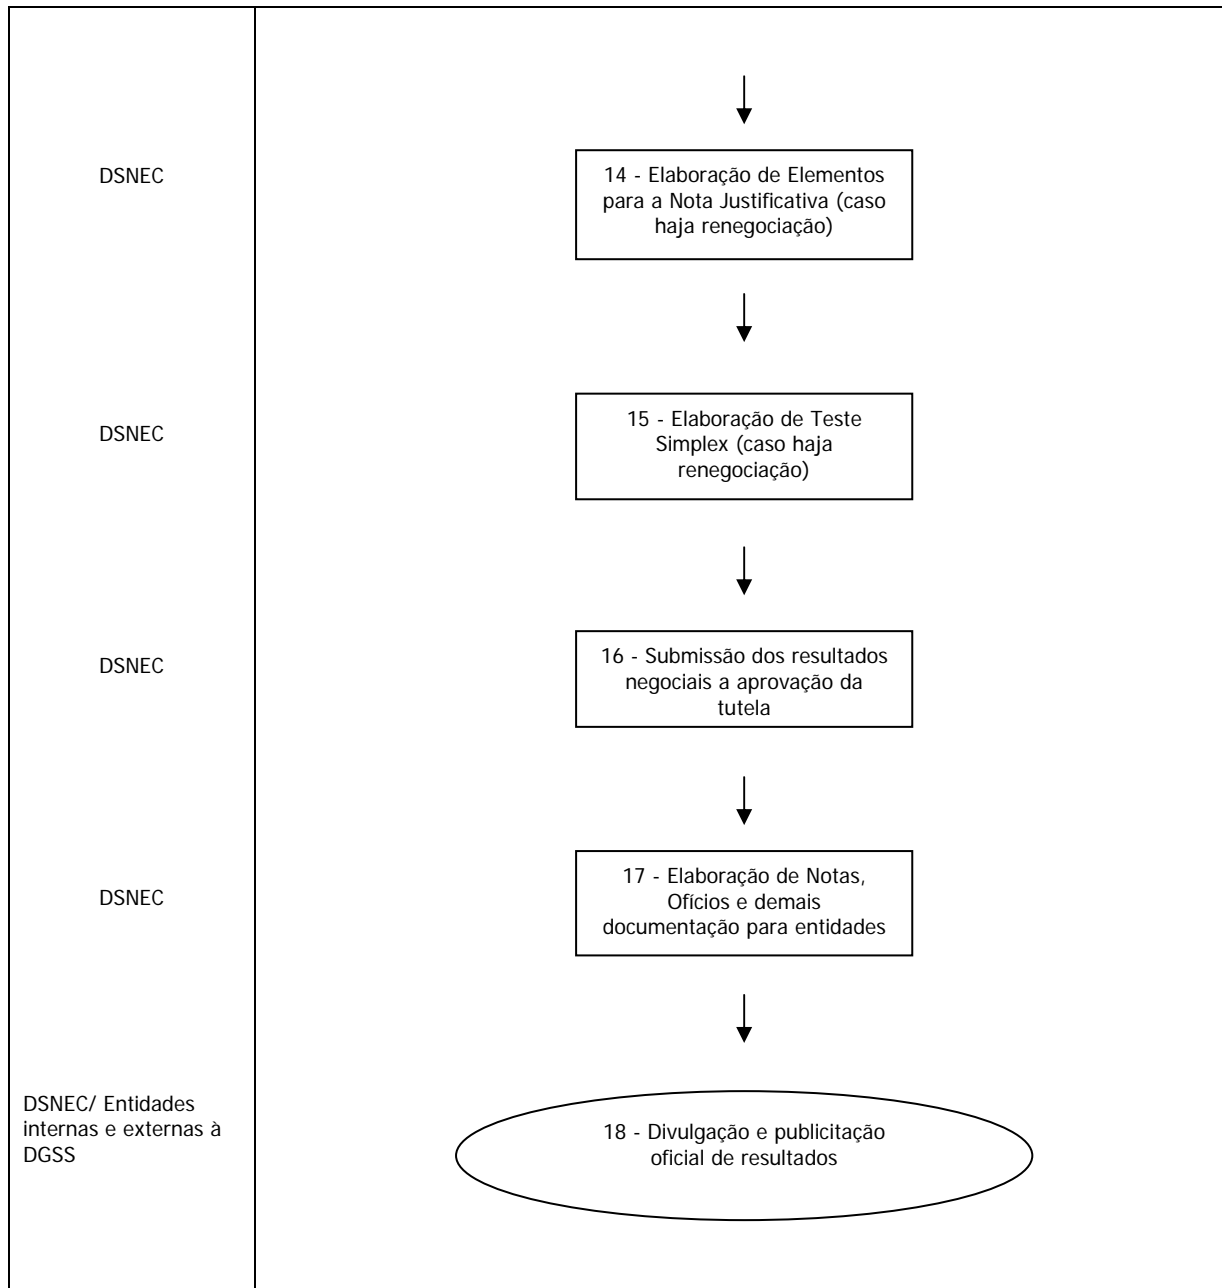 DSNEC
14 - Elaboração de Elementos
para a Nota Justificativa (caso
haja renegociação)
DSNEC
15 - Elaboração de Teste
Simplex (caso haja
renegociação)
DSNEC
16 - Submissão dos resultados
negociais a aprovação da
tutela
DSNEC
17 - Elaboração de Notas,
Ofícios e demais
documentação para entidades
DSNEC/ Entidades
internas e externas à
DGSS
18 - Divulgação e publicitação
oficial de resultados